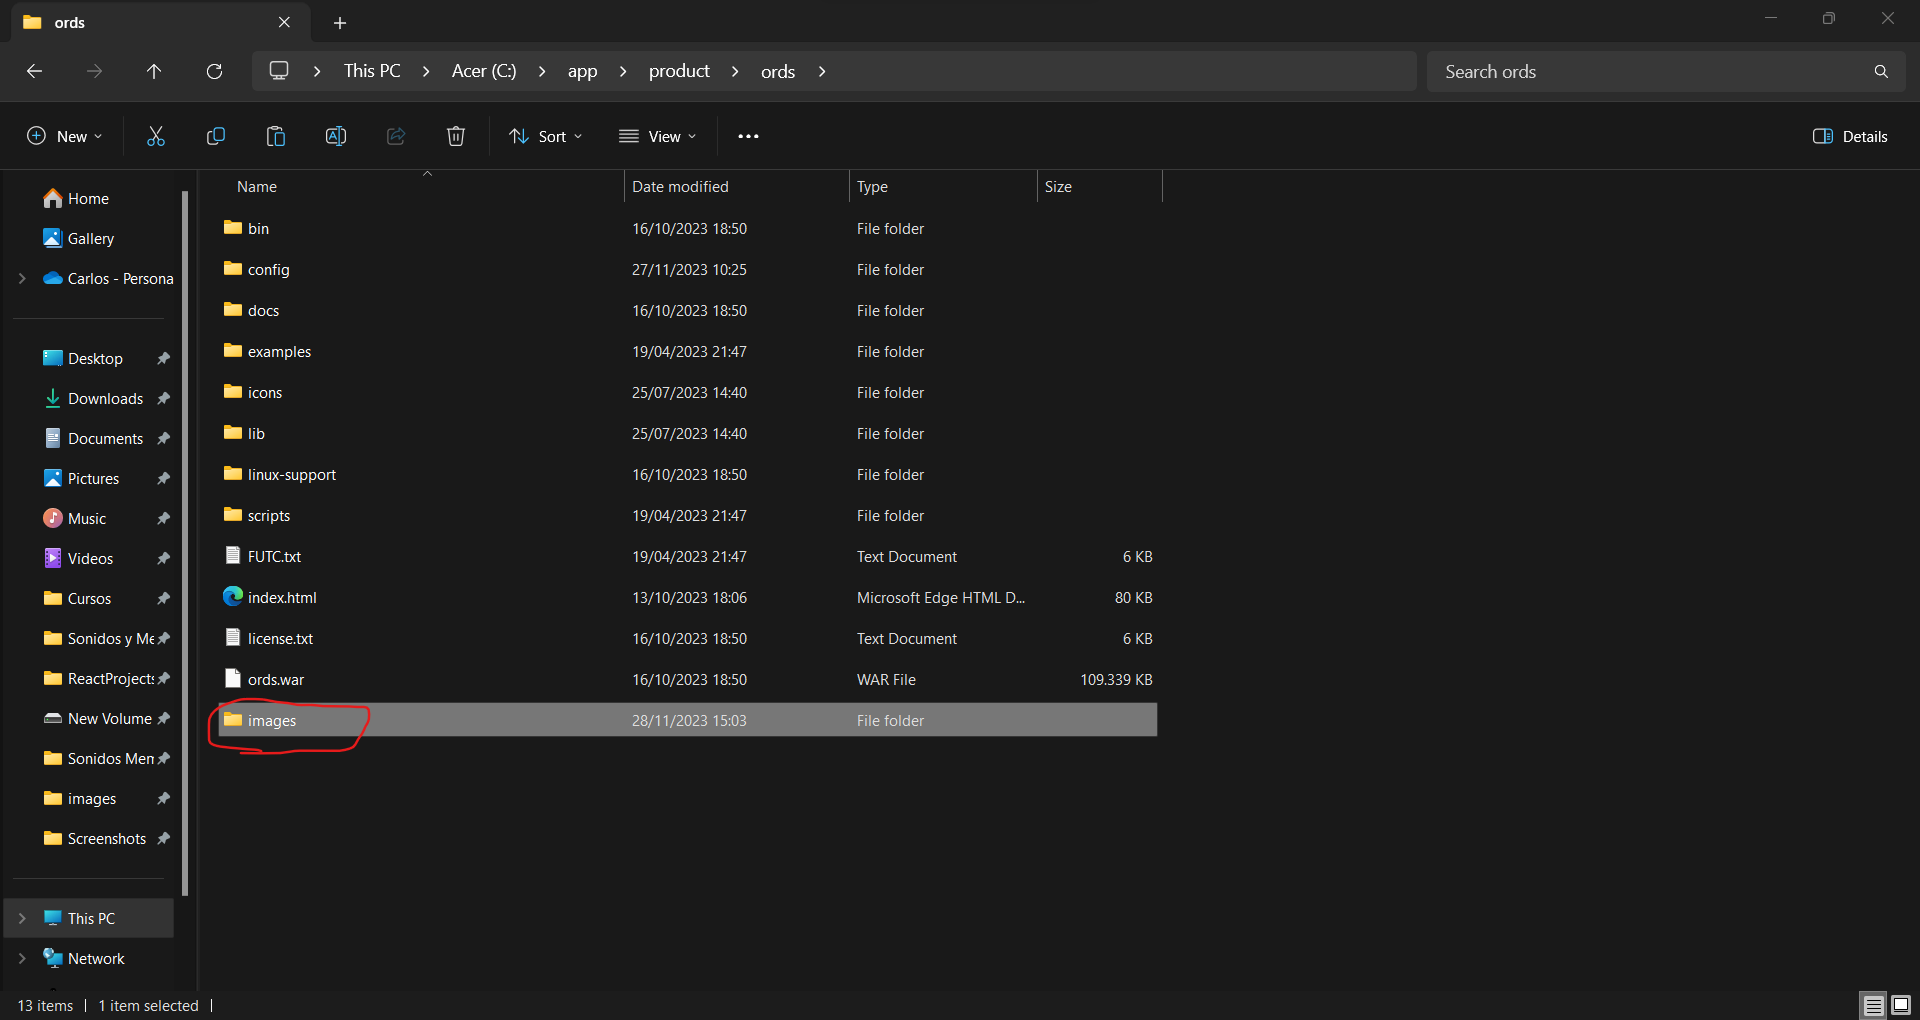 ords
This PC Acer (C:) app product ords
Search ords
New Sort View Details
Home
Gallery
Carlos - Persona
Desktop
Downloads
Documents
Pictures
Music
Videos
Cursos
Sonidos y Me
ReactProjects
New Volume
Sonidos Mem
images
Screenshots
This PC
Network
Name Date modified Type Size
bin 16/10/2023 18:50 File folder
config 27/11/2023 10:25 File folder
docs 16/10/2023 18:50 File folder
examples 19/04/2023 21:47 File folder
icons 25/07/2023 14:40 File folder
lib 25/07/2023 14:40 File folder
linux-support 16/10/2023 18:50 File folder
scripts 19/04/2023 21:47 File folder
FUTC.txt 19/04/2023 21:47 Text Document 6 KB
index.html 13/10/2023 18:06 Microsoft Edge HTML D... 80 KB
license.txt 16/10/2023 18:50 Text Document 6 KB
ords.war 16/10/2023 18:50 WAR File 109.339 KB
images 28/11/2023 15:03 File folder
13 items 1 item selected